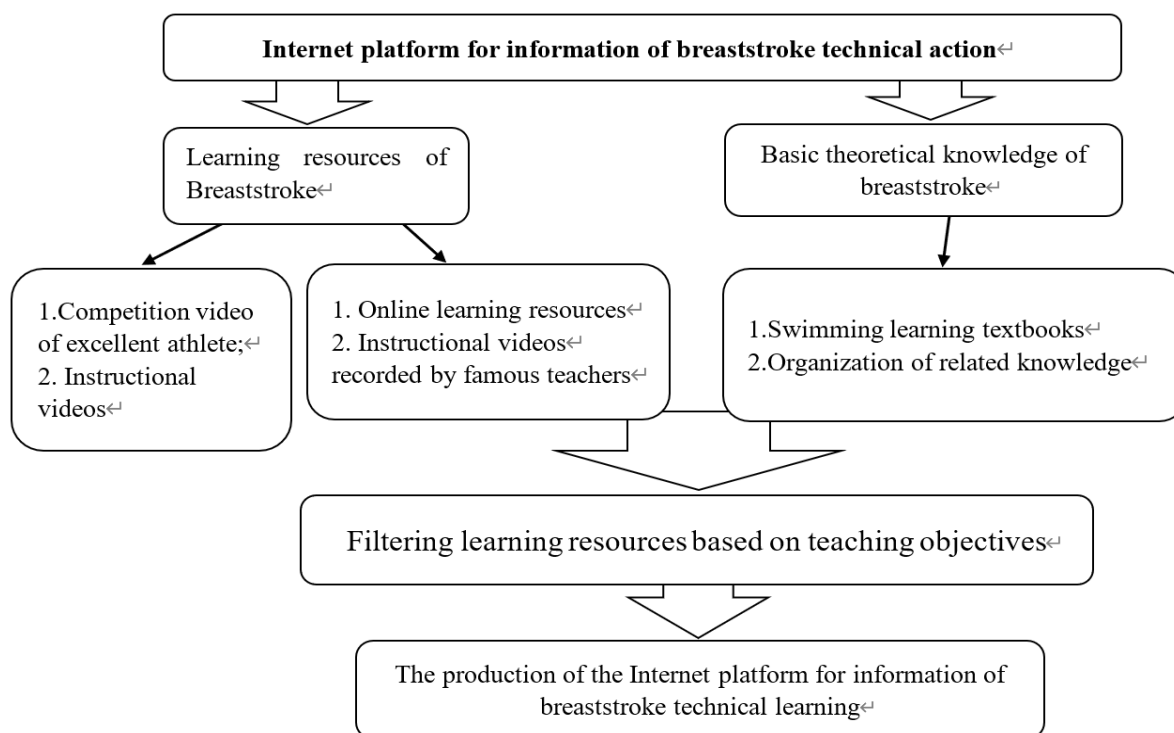 Internet platform for information of breaststroke technical action↵
Learning resources of
Breaststroke↵
Basic theoretical knowledge of
breaststroke↵
1.Competition video
of excellent athlete;↵
2. Instructional
videos↵
1. Online learning resources↵
2. Instructional videos
recorded by famous teachers↵
1.Swimming learning textbooks↵
2.Organization of related knowledge↵
Filtering learning resources based on teaching objectives↵
The production of the Internet platform for information of
breaststroke technical learning↵